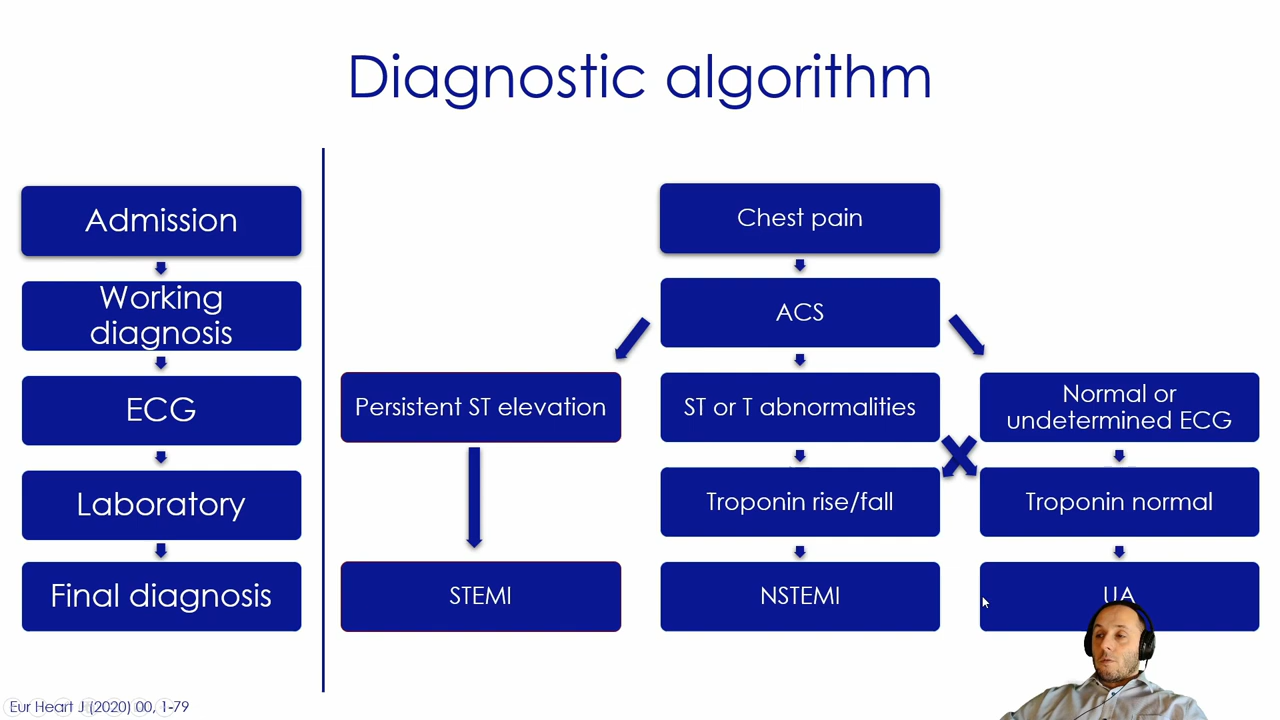 Diagnostic algorithm
Admission
Working
diagnosis
ECG
Laboratory
Final diagnosis
Chest pain
ACS
Persistent ST elevation
ST or T abnormalities
Normal or
undetermined ECG
Troponin rise/fall
Troponin normal
STEMI
NSTEMI
UA
Eur Heart J (2020) 00, 1-79